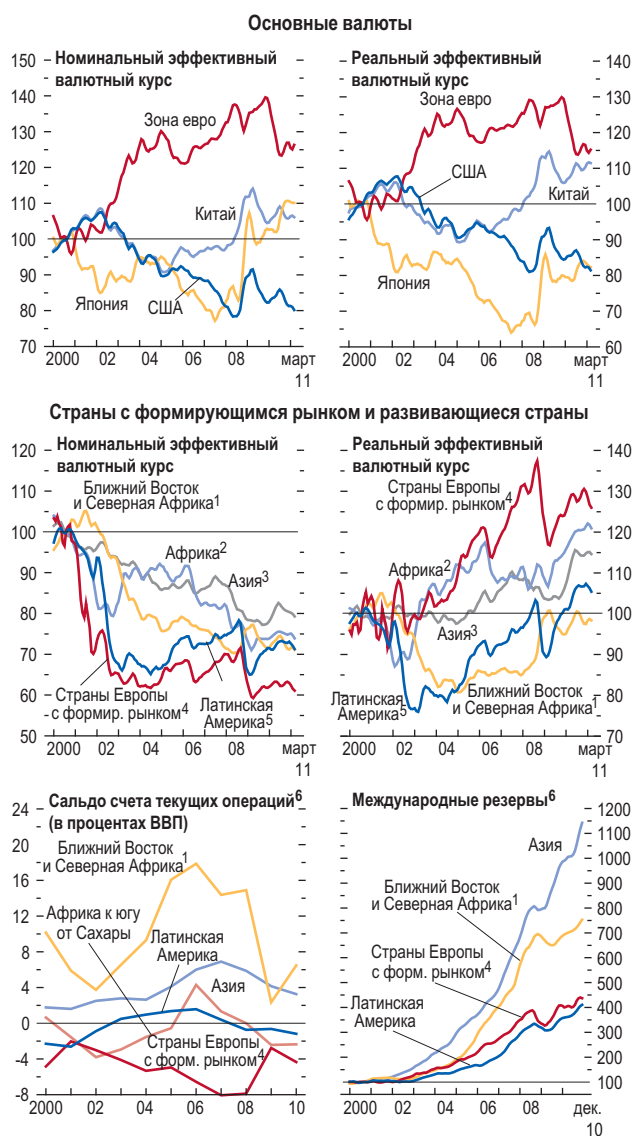 Основные валюты
Номинальный эффективный
валютный курс
150
140
130
120
110
100
90
80
70
Зона евро
Китай
Япония
США
2000 02 04 06 08 март
11
Реальный эффективный
валютный курс
140
130
120
110
100
90
80
70
60
Зона евро
США
Китай
Япония
2000 02 04 06 08 март
11
Страны с формирующимся рынком и развивающиеся страны
Номинальный эффективный
валютный курс
120
110
100
90
80
70
60
50
Ближний Восток
и Северная Африка1
Африка2
Азия3
Страны Европы
с формир. рынком4
Латинская
Америка5
2000 02 04 06 08 март
11
Реальный эффективный
валютный курс
140
130
120
110
100
90
80
70
Страны Европы
с формир. рынком4
Африка2
Азия3
Латинская
Америка5
Ближний Восток
и Северная Африка1
2000 02 04 06 08 март
11
Сальдо счета текущих операций6
(в процентах ВВП)
24
20
16
12
8
4
0
-4
-8
Ближний Восток
и Северная Африка1
Африка к югу
от Сахары
Латинская
Америка
Азия
Страны Европы
с форм. рынком4
2000 02 04 06 08 10
Международные резервы6
1200
1100
1000
900
800
700
600
500
400
300
200
100
Азия
Ближний Восток
и Северная Африка1
Страны Европы
с форм. рынком4
Латинская
Америка
2000 02 04 06 08 дек.
10